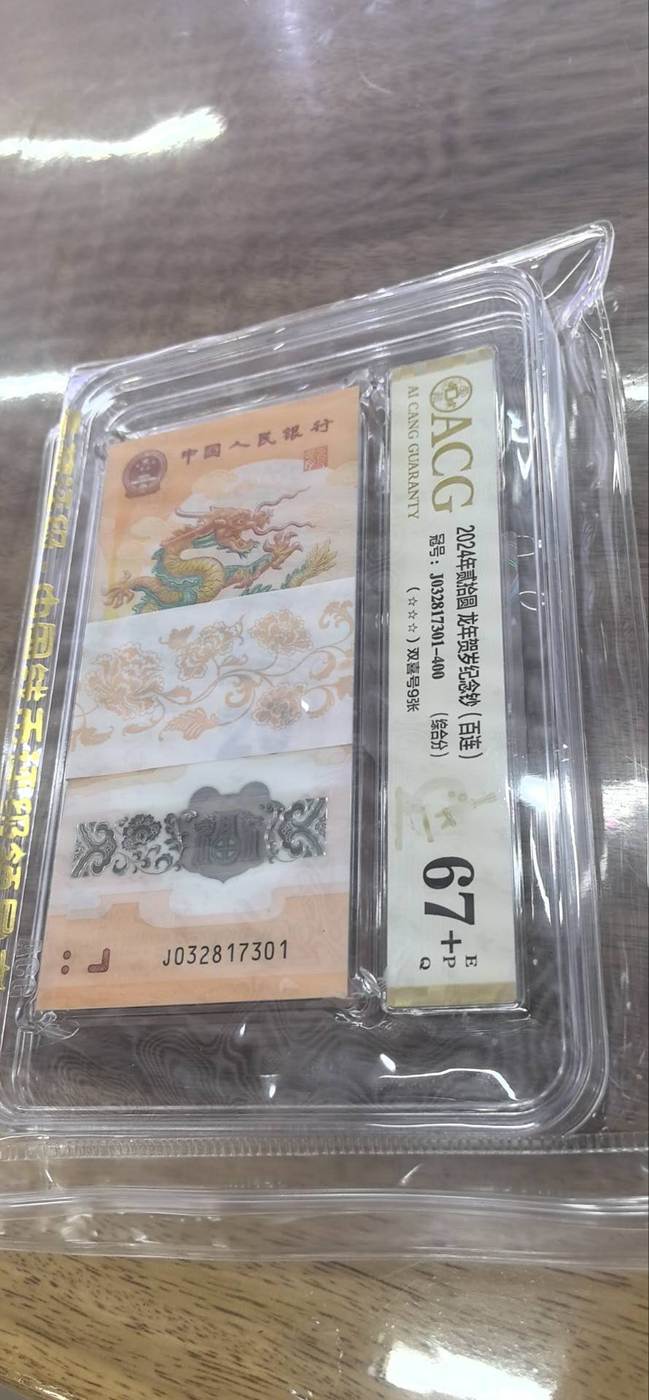 中国人民银行
J032817301
ACG
AI CANG GUARANTY
2024年贰拾圆 龙年贺岁纪念钞（百连）
冠号：J032817301-400 （综合分）
（☆☆☆）双喜号9张
67+
E
P
Q